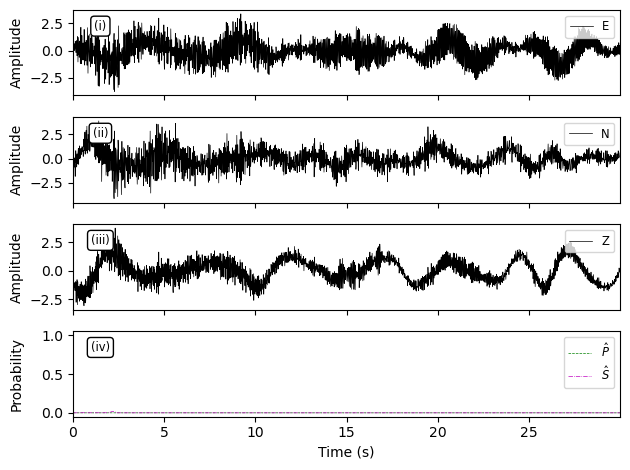 (i)
E
Amplitude
2.5
0.0
−2.5
(ii)
N
Amplitude
2.5
0.0
−2.5
(iii)
Z
Amplitude
2.5
0.0
−2.5
(iv)
P̂
Ŝ
Probability
1.0
0.5
0.0
0 5 10 15 20 25
Time (s)